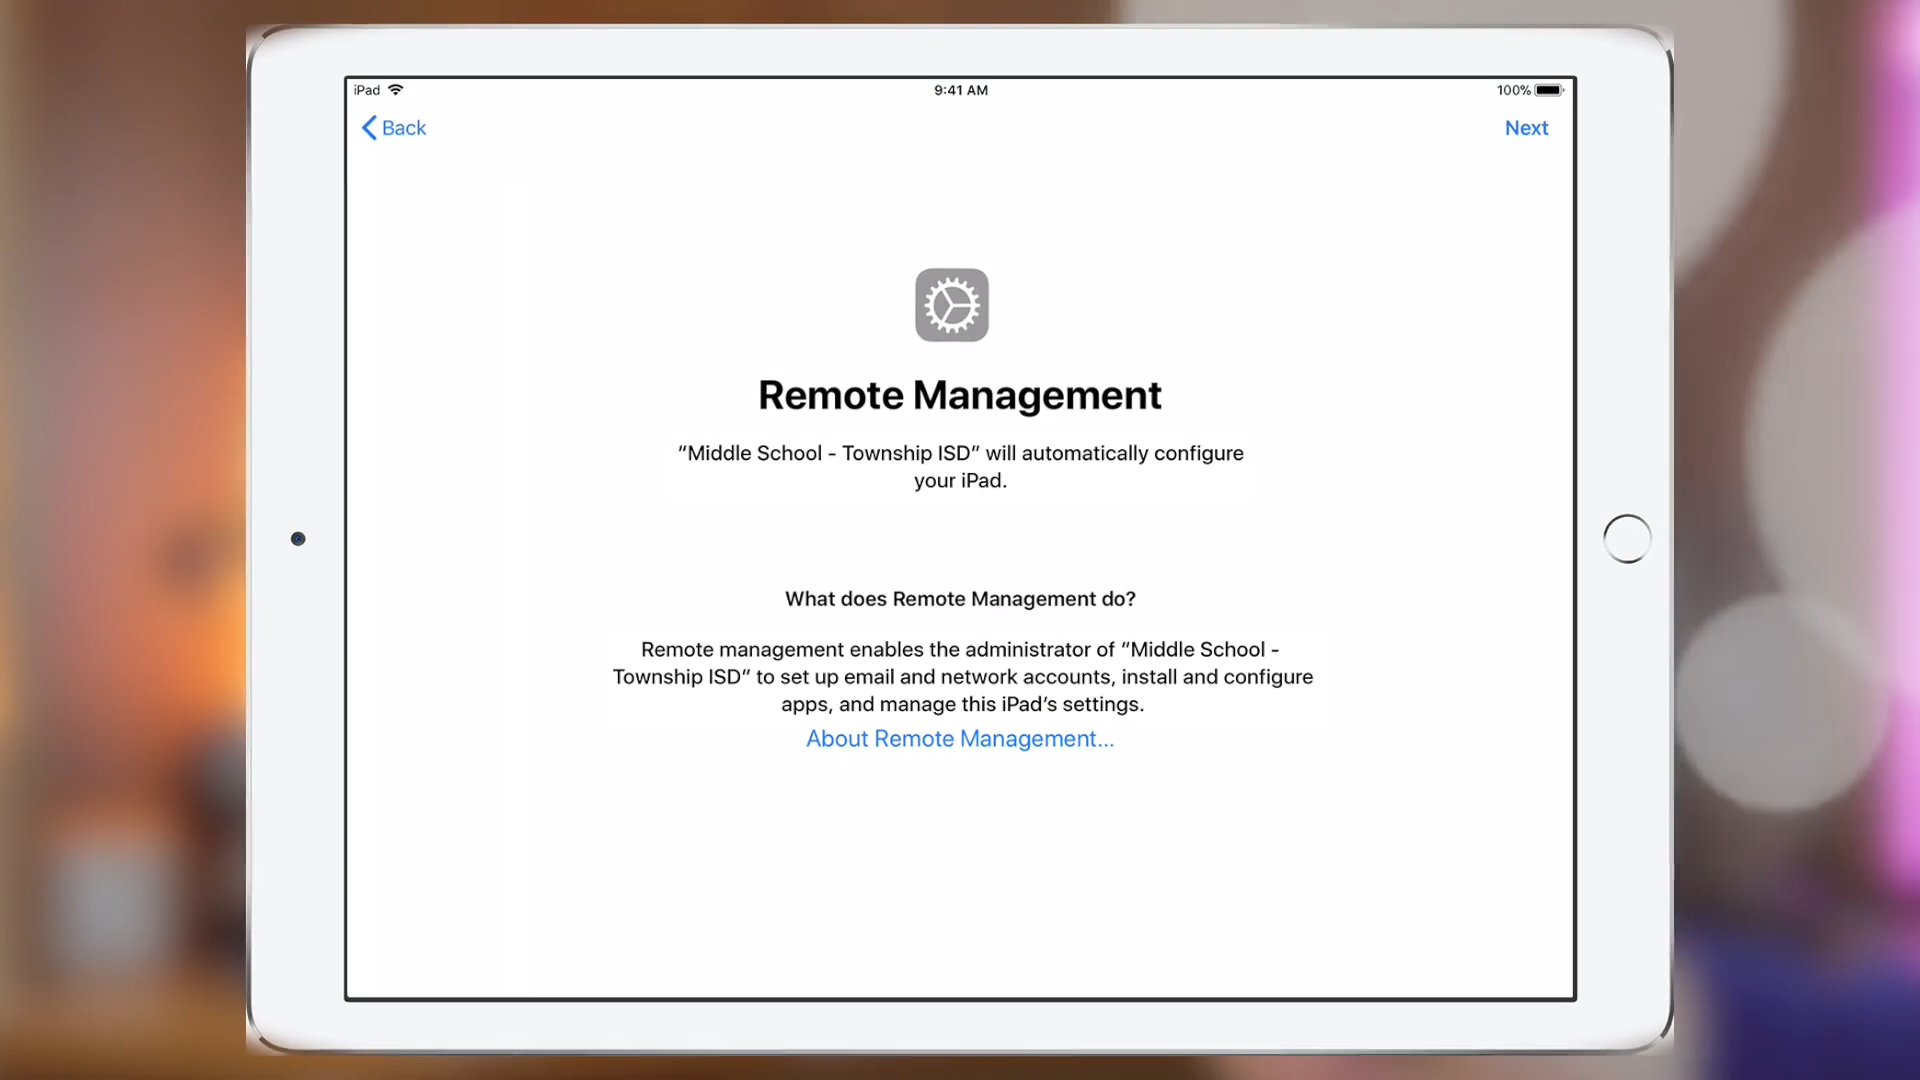 iPad
9:41 AM
100%
Back
Next
Remote Management
“Middle School - Township ISD” will automatically configure
your iPad.
What does Remote Management do?
Remote management enables the administrator of “Middle School -
Township ISD” to set up email and network accounts, install and configure
apps, and manage this iPad’s settings.
About Remote Management...